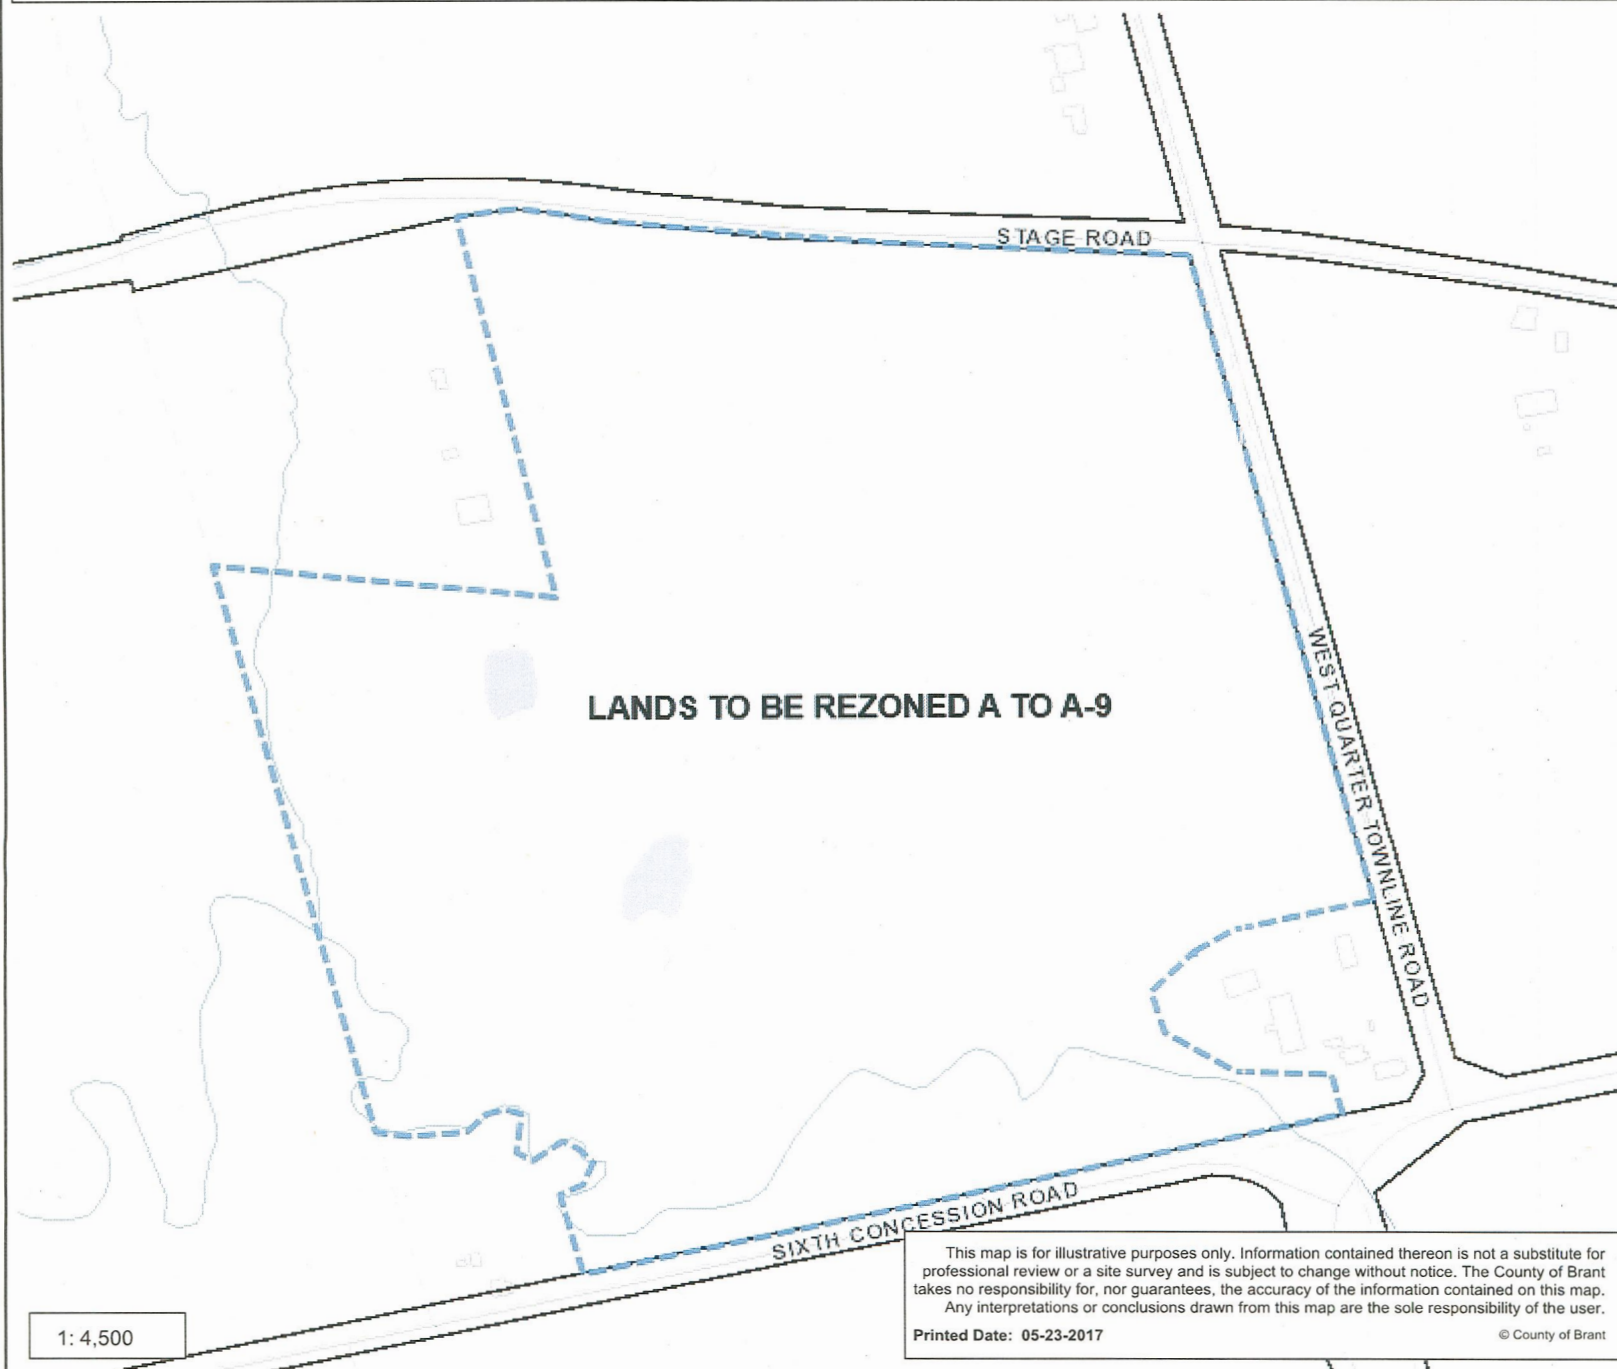 STAGE ROAD
WEST QUARTER TOWNLINE ROAD
LANDS TO BE REZONED A TO A-9
SIXTH CONCESSION ROAD
This map is for illustrative purposes only. Information contained thereon is not a substitute for
professional review or a site survey and is subject to change without notice. The County of Brant
takes no responsibility for, nor guarantees, the accuracy of the information contained on this map.
Any interpretations or conclusions drawn from this map are the sole responsibility of the user.
Printed Date: 05-23-2017
© County of Brant
1: 4,500